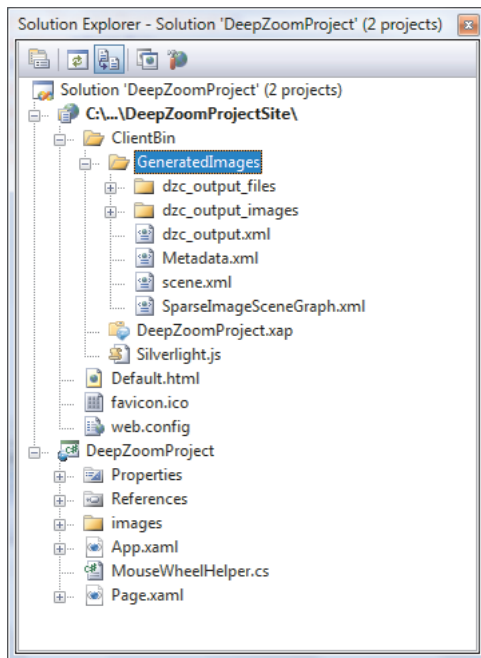 Solution Explorer - Solution 'DeepZoomProject' (2 projects)
Solution 'DeepZoomProject' (2 projects)
C:\...\DeepZoomProjectSite\
ClientBin
GeneratedImages
dzc_output_files
dzc_output_images
dzc_output.xml
Metadata.xml
scene.xml
SparseImageSceneGraph.xml
DeepZoomProject.xap
Silverlight.js
Default.html
favicon.ico
web.config
DeepZoomProject
Properties
References
images
App.xaml
MouseWheelHelper.cs
Page.xaml